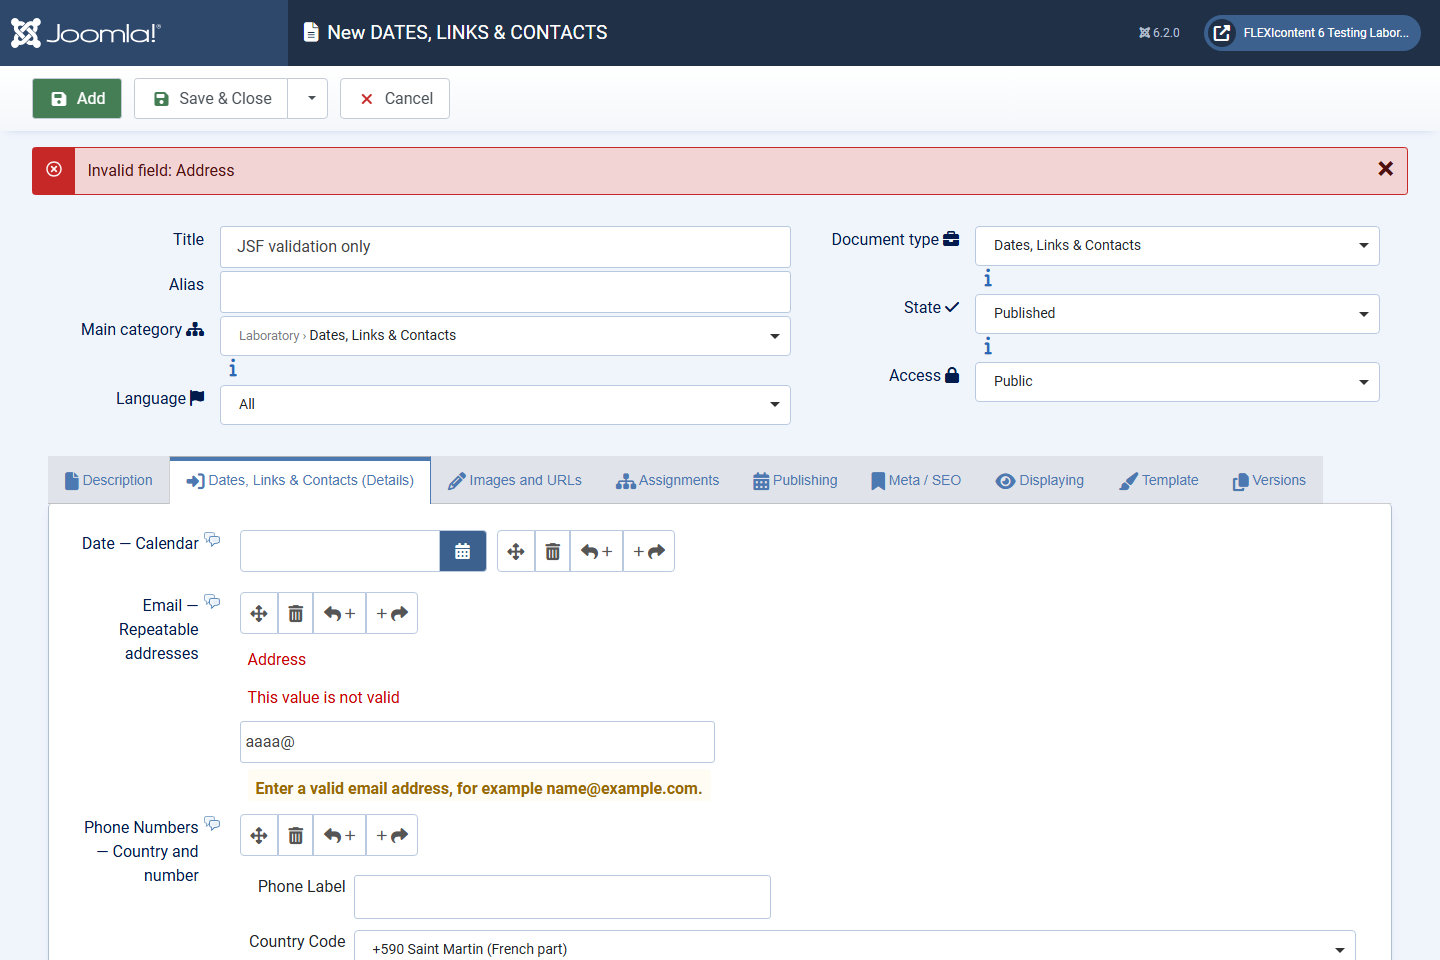 Joomla!®
New DATES, LINKS & CONTACTS
6.2.0
FLEXIcontent 6 Testing Labor...
Add
Save & Close
Cancel
Invalid field: Address
Title
JSF validation only
Alias
Main category
Laboratory › Dates, Links & Contacts
Language
All
Document type
Dates, Links & Contacts
State
Published
Access
Public
Description
Dates, Links & Contacts (Details)
Images and URLs
Assignments
Publishing
Meta / SEO
Displaying
Template
Versions
Date — Calendar
Email —
Repeatable
addresses
Address
This value is not valid
aaaa@
Enter a valid email address, for example name@example.com.
Phone Numbers
— Country and
number
Phone Label
Country Code
+590 Saint Martin (French part)